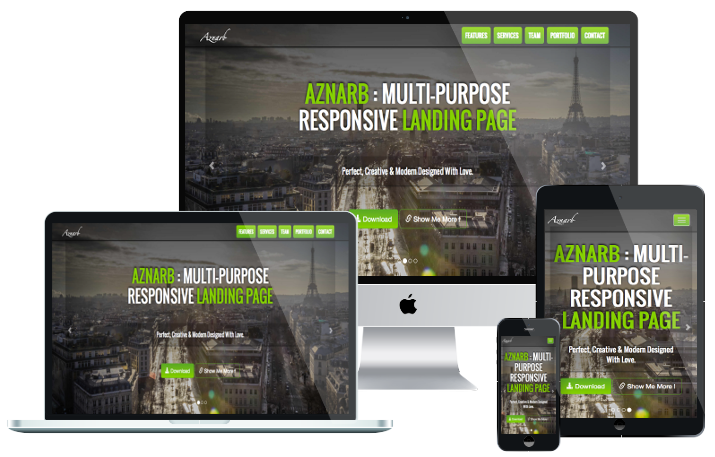 Aznarb
FEATURES SERVICES TEAM PORTFOLIO CONTACT
AZNARB : MULTI-PURPOSE
RESPONSIVE LANDING PAGE
Perfect, Creative & Modern Designed With Love.
Download Show Me More !
Aznarb
FEATURES SERVICES TEAM PORTFOLIO CONTACT
AZNARB : MULTI-PURPOSE
RESPONSIVE LANDING PAGE
Perfect, Creative & Modern Designed With Love.
Download Show Me More !
Aznarb
AZNARB : MULTI-
PURPOSE
RESPONSIVE
LANDING PAGE
Perfect, Creative & Modern Designed
With Love.
Download Show Me More !
Aznarb
AZNARB : MULTI-
PURPOSE
RESPONSIVE
LANDING PAGE
Perfect, Creative & Modern Designed
With Love.
Download Show Me More !